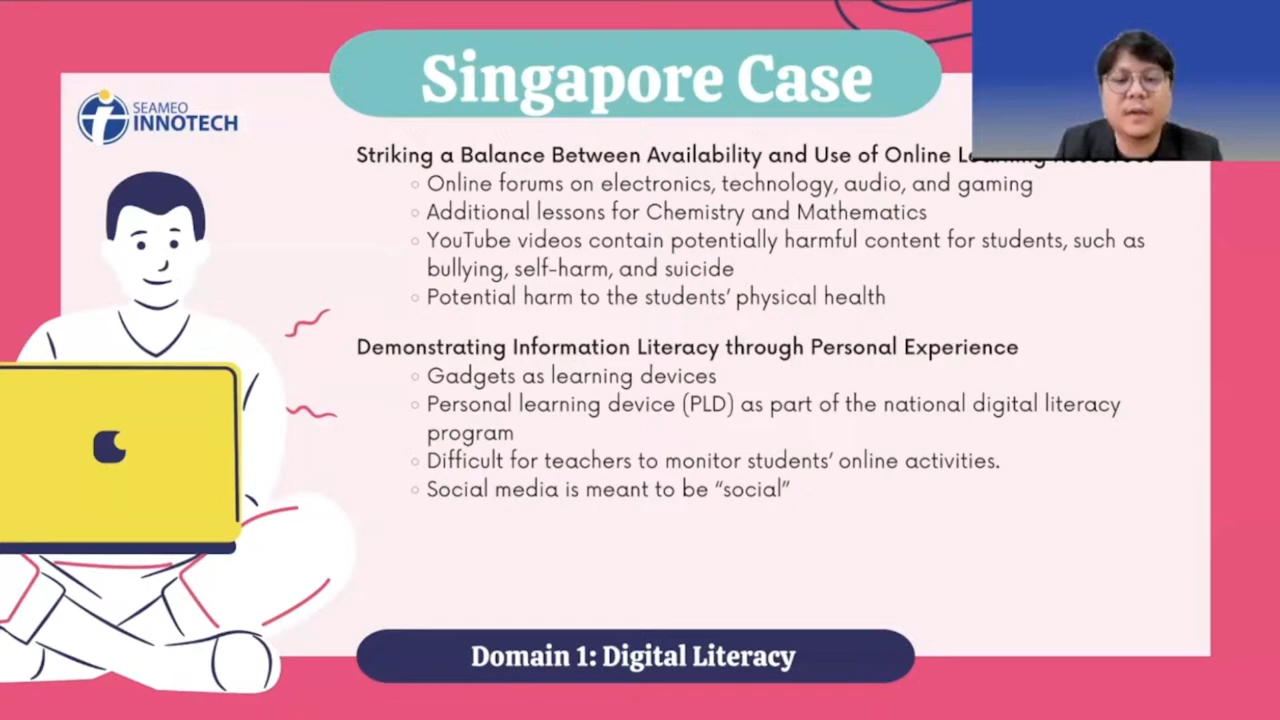 Singapore Case
SEAMEO
INNOTECH
Striking a Balance Between Availability and Use of Online
◦ Online forums on electronics, technology, audio, and gaming
◦ Additional lessons for Chemistry and Mathematics
◦ YouTube videos contain potentially harmful content for students, such as
bullying, self-harm, and suicide
◦ Potential harm to the students’ physical health
Demonstrating Information Literacy through Personal Experience
◦ Gadgets as learning devices
◦ Personal learning device (PLD) as part of the national digital literacy
program
◦ Difficult for teachers to monitor students’ online activities.
◦ Social media is meant to be “social”
Domain 1: Digital Literacy